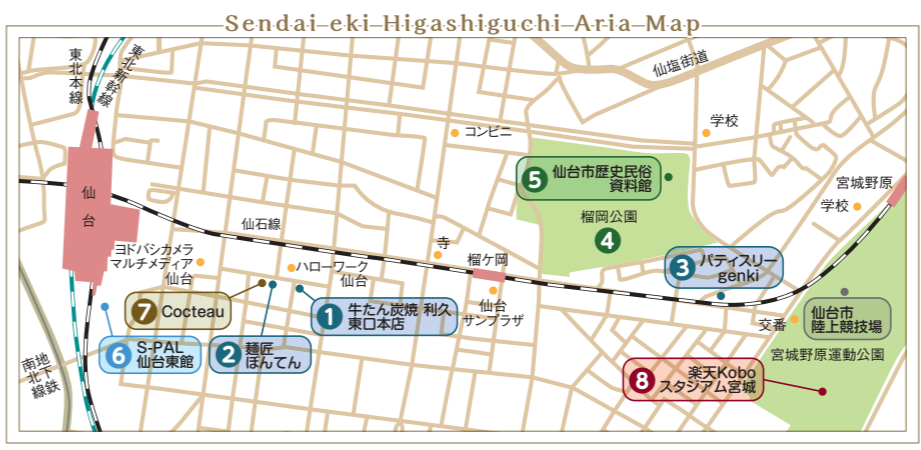 Sendai eki Higashiguchi Aria Map
東北本線
東北新幹線
仙塩街道
コンビニ
学校
5 仙台市歴史民俗
資料館
宮城野原
学校
仙
台
榴岡公園
4
仙石線
寺
榴ケ岡
3 パティスリー
genki
ヨドバシカメラ
マルチメディア
仙台
ハローワーク
仙台
仙台
サンプラザ
7 Cocteau
1 牛たん炭焼 利久
東口本店
交番
仙台市
陸上競技場
6 S-PAL
仙台東館
2 麺匠
ぼんてん
宮城野原運動公園
南北
地下鉄
線
8 楽天Kobo
スタジアム宮城